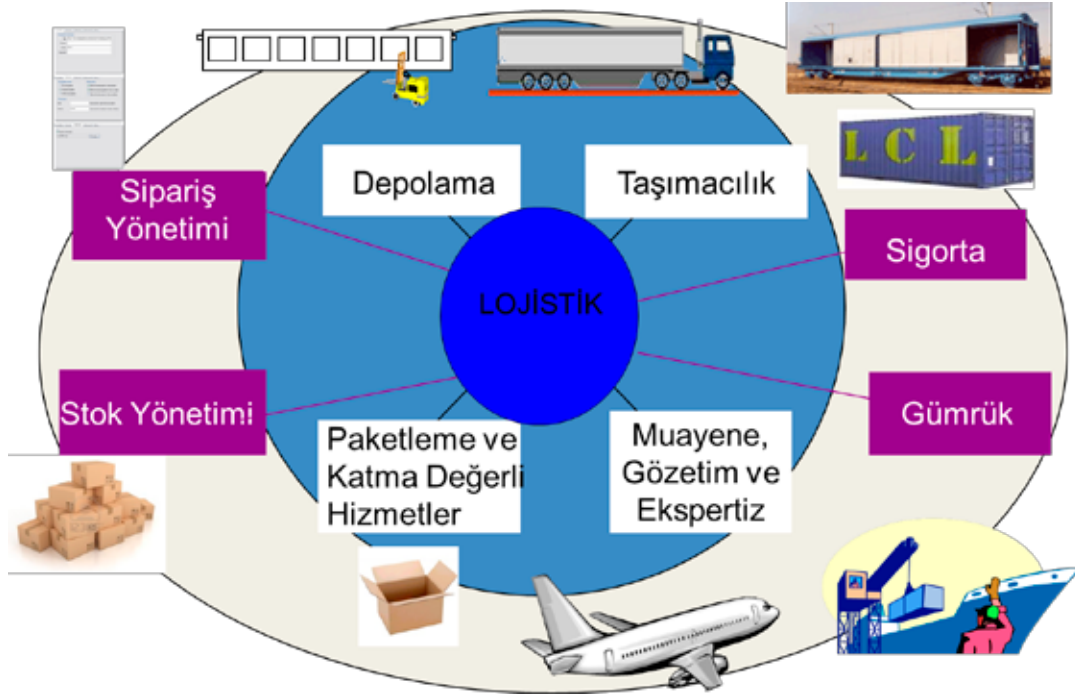 Depolama
Taşımacılık
LCL
Sipariş
Yönetimi
Sigorta
LOJİSTİK
Stok Yönetimi
Gümrük
Paketleme ve
Katma Değerli
Hizmetler
Muayene,
Gözetim ve
Ekspertiz